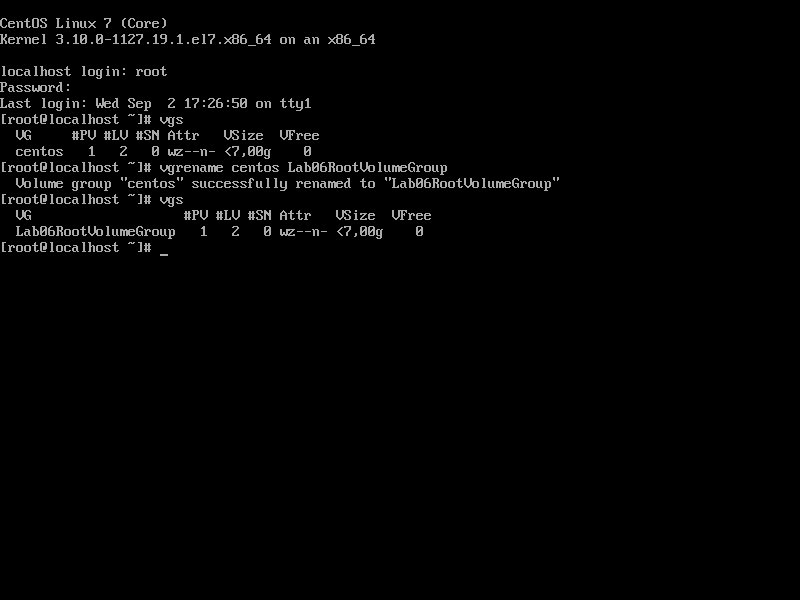 CentOS Linux 7 (Core)
Kernel 3.10.0-1127.19.1.el7.x86_64 on an x86_64
localhost login: root
Password:
Last login: Wed Sep  2 17:26:50 on tty1
[root@localhost ~]# vgs
  VG     #PV #LV #SN Attr   VSize  VFree
  centos   1   2   0 wz--n- <7,00g    0
[root@localhost ~]# vgrename centos Lab06RootVolumeGroup
  Volume group "centos" successfully renamed to "Lab06RootVolumeGroup"
[root@localhost ~]# vgs
  VG                   #PV #LV #SN Attr   VSize  VFree
  Lab06RootVolumeGroup   1   2   0 wz--n- <7,00g    0
[root@localhost ~]# _